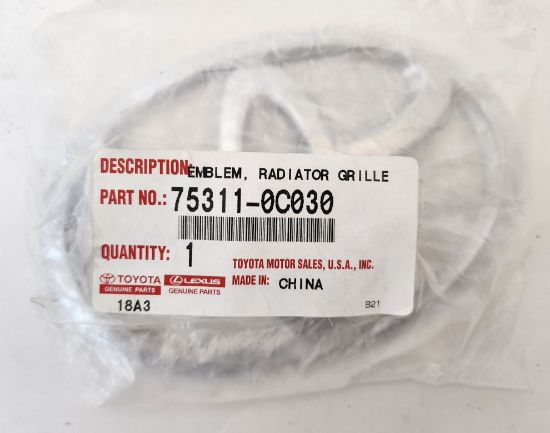 DESCRIPTION: EMBLEM, RADIATOR GRILLE
PART NO.: 75311-0C030
QUANTITY: 1
TOYOTA MOTOR SALES, U.S.A., INC.
TOYOTA GENUINE PARTS
LEXUS GENUINE PARTS
MADE IN: CHINA
18A3
B21